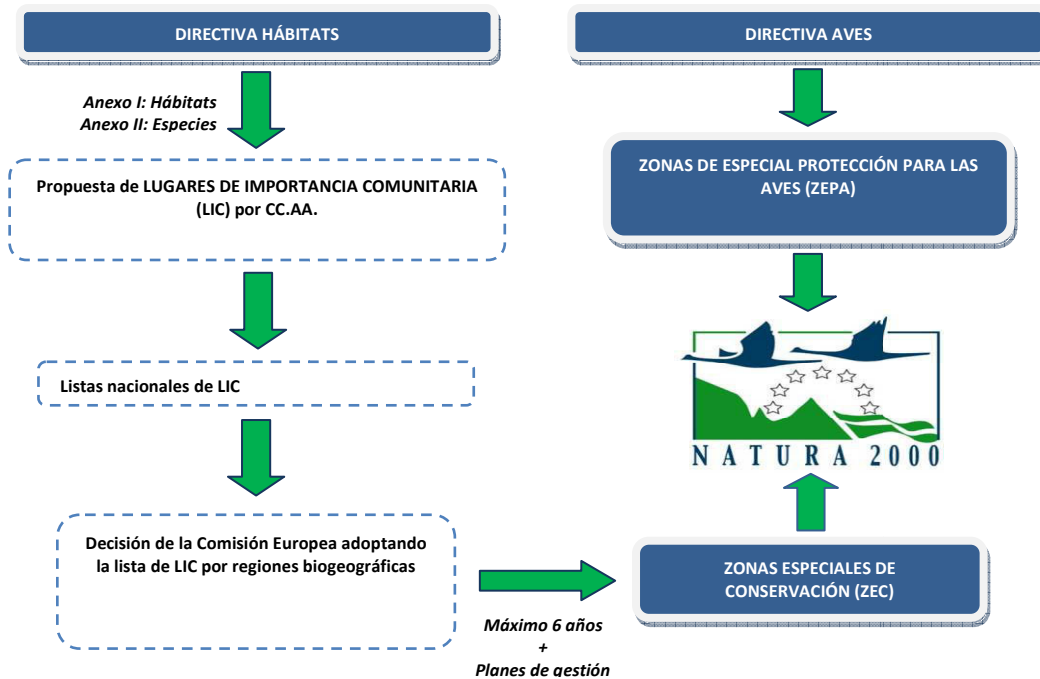 DIRECTIVA HÁBITATS
Anexo I: Hábitats
Anexo II: Especies
Propuesta de LUGARES DE IMPORTANCIA COMUNITARIA
(LIC) por CC.AA.
Listas nacionales de LIC
Decisión de la Comisión Europea adoptando
la lista de LIC por regiones biogeográficas
Máximo 6 años
+
Planes de gestión
DIRECTIVA AVES
ZONAS DE ESPECIAL PROTECCIÓN PARA LAS
AVES (ZEPA)
NATURA 2000
ZONAS ESPECIALES DE
CONSERVACIÓN (ZEC)